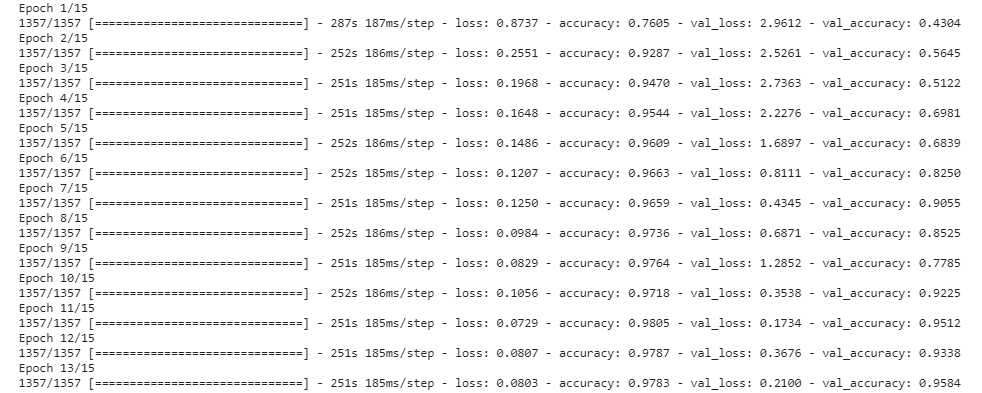 Epoch 1/15
1357/1357 [==============================] - 287s 187ms/step - loss: 0.8737 - accuracy: 0.7605 - val_loss: 2.9612 - val_accuracy: 0.4304
Epoch 2/15
1357/1357 [==============================] - 252s 186ms/step - loss: 0.2551 - accuracy: 0.9287 - val_loss: 2.5261 - val_accuracy: 0.5645
Epoch 3/15
1357/1357 [==============================] - 251s 185ms/step - loss: 0.1968 - accuracy: 0.9470 - val_loss: 2.7363 - val_accuracy: 0.5122
Epoch 4/15
1357/1357 [==============================] - 251s 185ms/step - loss: 0.1648 - accuracy: 0.9544 - val_loss: 2.2276 - val_accuracy: 0.6981
Epoch 5/15
1357/1357 [==============================] - 252s 186ms/step - loss: 0.1486 - accuracy: 0.9609 - val_loss: 1.6897 - val_accuracy: 0.6839
Epoch 6/15
1357/1357 [==============================] - 252s 185ms/step - loss: 0.1207 - accuracy: 0.9663 - val_loss: 0.8111 - val_accuracy: 0.8250
Epoch 7/15
1357/1357 [==============================] - 251s 185ms/step - loss: 0.1250 - accuracy: 0.9659 - val_loss: 0.4345 - val_accuracy: 0.9055
Epoch 8/15
1357/1357 [==============================] - 252s 186ms/step - loss: 0.0984 - accuracy: 0.9736 - val_loss: 0.6871 - val_accuracy: 0.8525
Epoch 9/15
1357/1357 [==============================] - 251s 185ms/step - loss: 0.0829 - accuracy: 0.9764 - val_loss: 1.2852 - val_accuracy: 0.7785
Epoch 10/15
1357/1357 [==============================] - 252s 186ms/step - loss: 0.1056 - accuracy: 0.9718 - val_loss: 0.3538 - val_accuracy: 0.9225
Epoch 11/15
1357/1357 [==============================] - 251s 185ms/step - loss: 0.0729 - accuracy: 0.9805 - val_loss: 0.1734 - val_accuracy: 0.9512
Epoch 12/15
1357/1357 [==============================] - 251s 185ms/step - loss: 0.0807 - accuracy: 0.9787 - val_loss: 0.3676 - val_accuracy: 0.9338
Epoch 13/15
1357/1357 [==============================] - 251s 185ms/step - loss: 0.0803 - accuracy: 0.9783 - val_loss: 0.2100 - val_accuracy: 0.9584